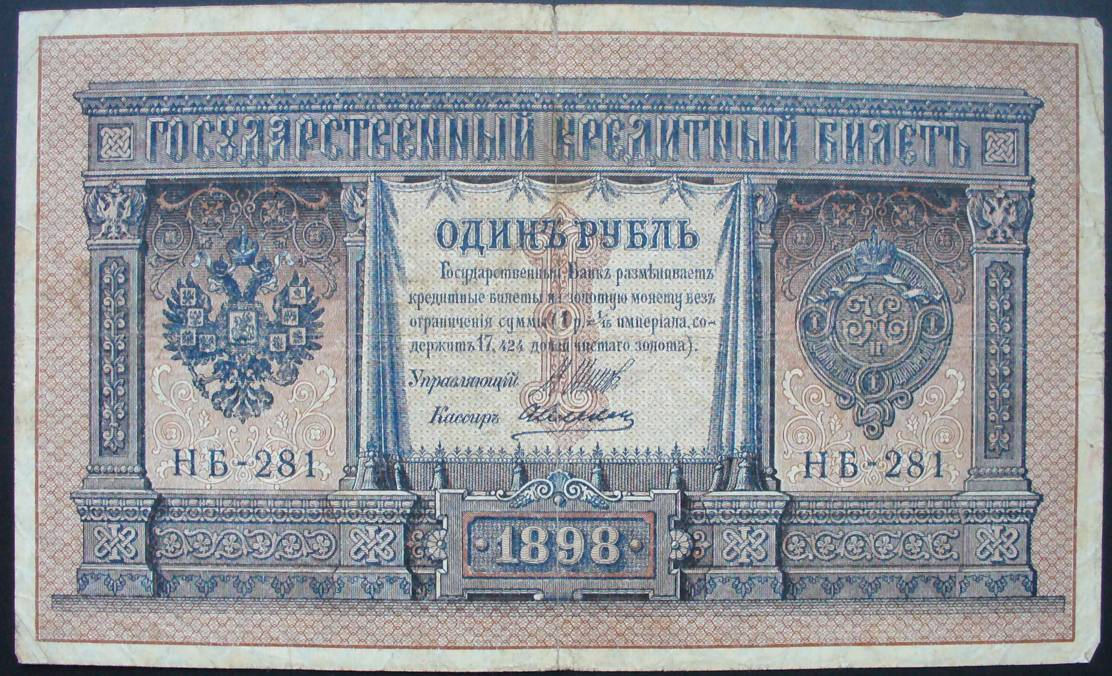 ГОСУДАРСТВЕННЫЙ КРЕДИТНЫЙ БИЛЕТЪ
ОДИНЪ РУБЛЬ
Государственный Банкъ размѣниваетъ
кредитные билеты на золотую монету безъ
ограниченія суммы (1 р. = 1/15 имперіала, со-
держитъ 17,424 долей чистаго золота).
Управляющій
Кассиръ
НБ-281
НБ-281
1898